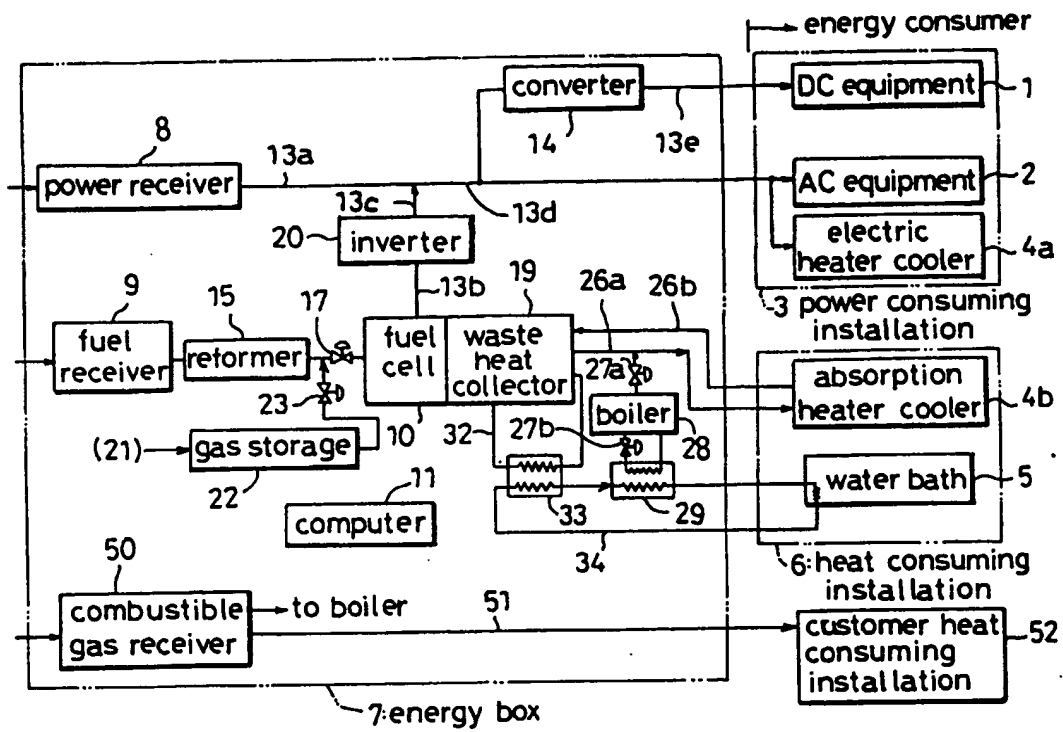 energy consumer
converter
14
13e
DC equipment
1
8
power receiver
13a
13c
13d
AC equipment
2
electric
heater cooler
4a
20
inverter
13b
3 power consuming
installation
9
fuel
receiver
15
reformer
17
19
fuel
cell
waste
heat
collector
26a
26b
27a
absorption
heater cooler
4b
23
boiler
28
27b
(21)
gas storage
22
10
32
11
computer
33
29
34
water bath
5
6:heat consuming
installation
50
combustible
gas receiver
to boiler
51
customer heat
consuming
installation
52
7:energy box